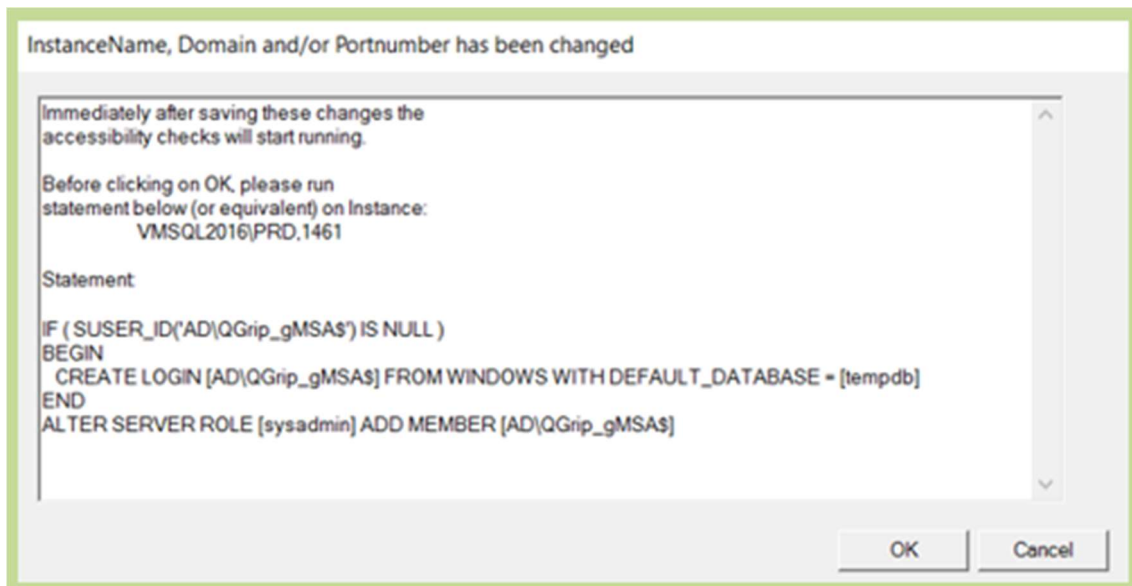 InstanceName, Domain and/or Portnumber has been changed
Immediately after saving these changes the
accessibility checks will start running.
Before clicking on OK, please run
statement below (or equivalent) on Instance:
VMSQL2016\PRD,1461
Statement:
IF ( SUSER_ID('AD\QGrip_gMSA$') IS NULL )
BEGIN
CREATE LOGIN [AD\QGrip_gMSA$] FROM WINDOWS WITH DEFAULT_DATABASE = [tempdb]
END
ALTER SERVER ROLE [sysadmin] ADD MEMBER [AD\QGrip_gMSA$]
OK Cancel